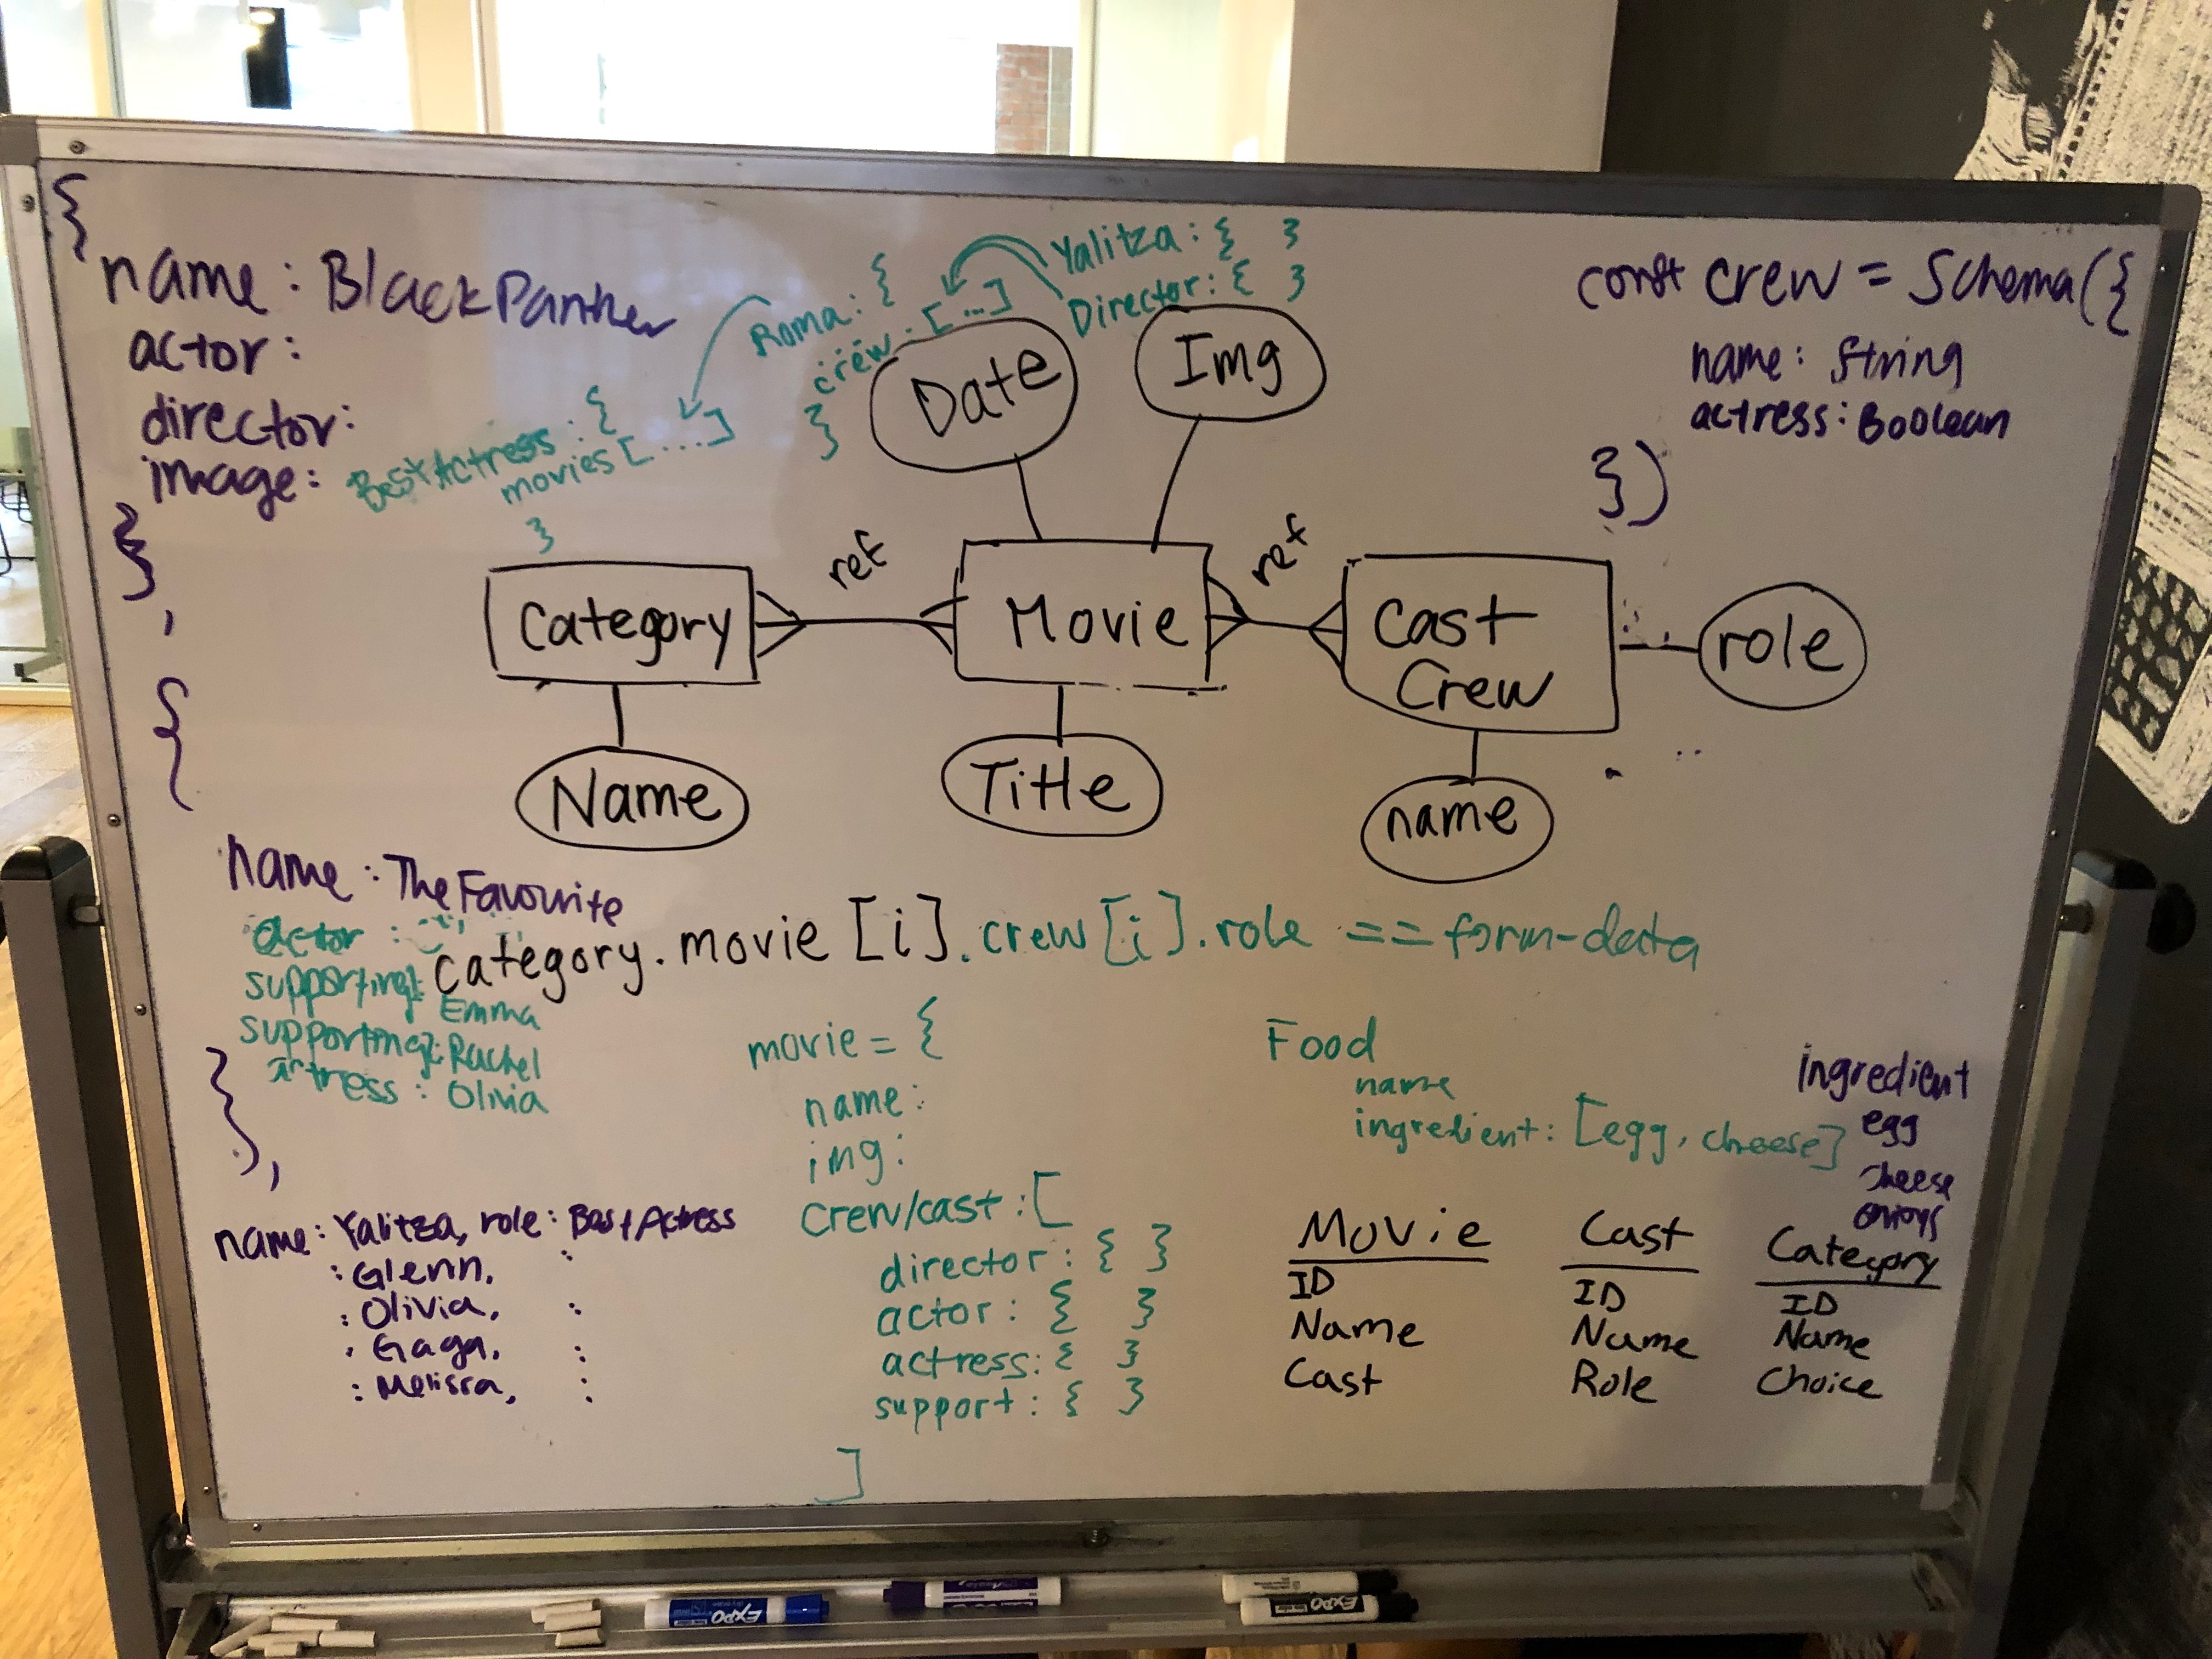 {
name : BlackPanther
actor :
director:
image:
},
{
Best Actress : {
movies [ .... ]
}
Roma : {
crew : [ ... ]
}
Yalitza : { }
Director : { }
const crew = Schema({
name : String
actress : Boolean
})
Date
Img
Category
ref
Movie
ref
Cast
Crew
role
Name
Title
name
name : The Favourite
actor :
supporting:
Emma
supporting: Rachel
actress : Olivia
},
category.movie [i].crew[i].role == form-data
movie = {
name :
img :
crew/cast : [
director : { }
actor : { }
actress: { }
support : { }
]
Food
name
ingredient : [egg, cheese]
ingredient
egg
cheese
onions
name : Yalitza, role : Best Actress
: Glenn, :
: Olivia, :
: Gaga, :
: Melissa, :
Movie
ID
Name
Cast
Cast
ID
Name
Role
Category
ID
Name
Choice
EXPO
EXPO